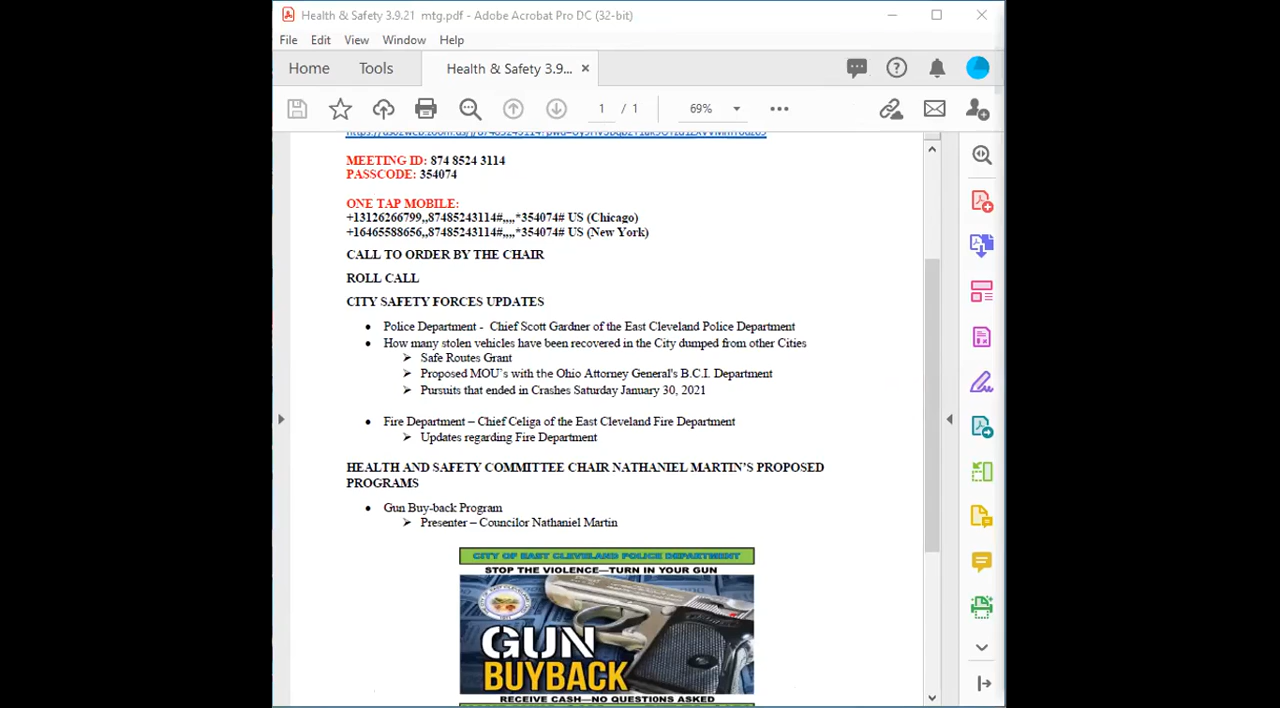 Health & Safety 3.9.21 mtg.pdf - Adobe Acrobat Pro DC (32-bit)
File Edit View Window Help
Home Tools Health & Safety 3.9... ×
1 / 1 69%
MEETING ID: 874 8524 3114
PASSCODE: 354074
ONE TAP MOBILE:
+13126266799,,87485243114#,,,,*354074# US (Chicago)
+16465588656,,87485243114#,,,,*354074# US (New York)
CALL TO ORDER BY THE CHAIR
ROLL CALL
CITY SAFETY FORCES UPDATES
• Police Department - Chief Scott Gardner of the East Cleveland Police Department
• How many stolen vehicles have been recovered in the City dumped from other Cities
➢ Safe Routes Grant
➢ Proposed MOU's with the Ohio Attorney General's B.C.I. Department
➢ Pursuits that ended in Crashes Saturday January 30, 2021
• Fire Department – Chief Celiga of the East Cleveland Fire Department
➢ Updates regarding Fire Department
HEALTH AND SAFETY COMMITTEE CHAIR NATHANIEL MARTIN'S PROPOSED
PROGRAMS
• Gun Buy-back Program
➢ Presenter – Councilor Nathaniel Martin
CITY OF EAST CLEVELAND POLICE DEPARTMENT
STOP THE VIOLENCE—TURN IN YOUR GUN
GUN
BUYBACK
RECEIVE CASH—NO QUESTIONS ASKED